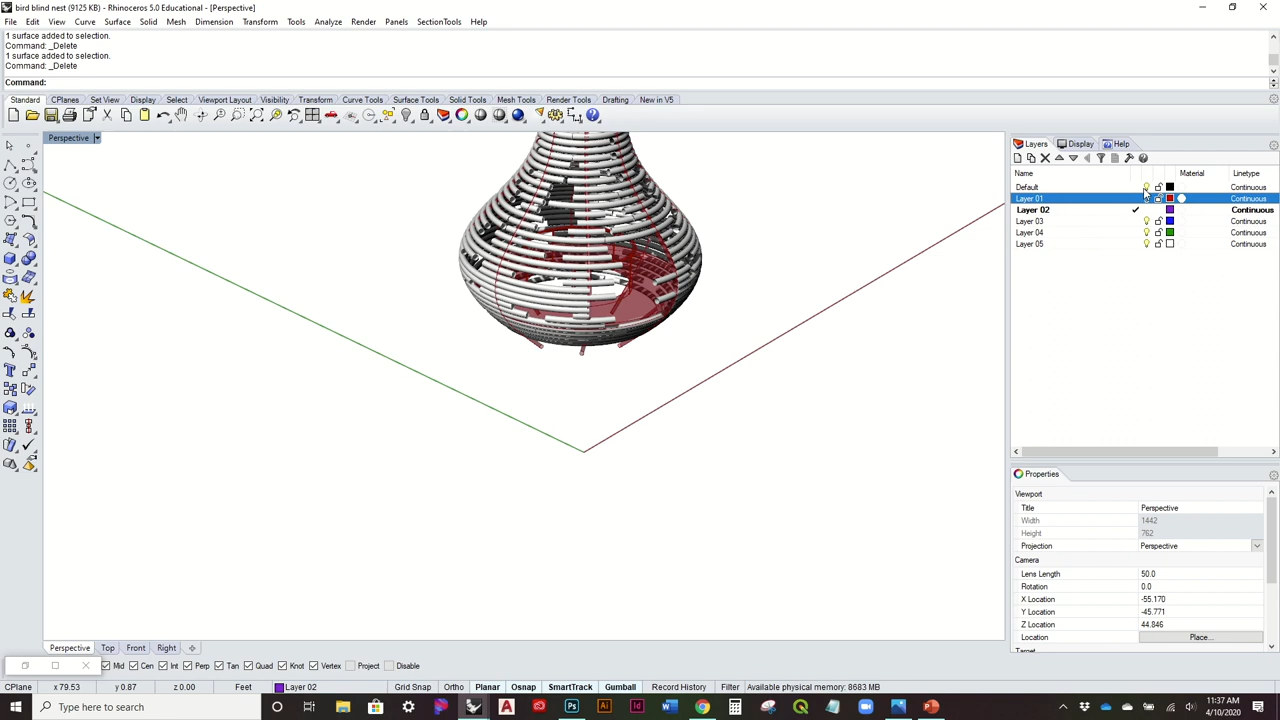 bird blind nest (9125 KB) - Rhinoceros 5.0 Educational - [Perspective]
File Edit View Curve Surface Solid Mesh Dimension Transform Tools Analyze Render Panels SectionTools Help
1 surface added to selection.
Command: _Delete
1 surface added to selection.
Command: _Delete
Command:
Standard CPlanes Set View Display Select Viewport Layout Visibility Transform Curve Tools Surface Tools Solid Tools Mesh Tools Render Tools Drafting New in V5
Perspective
Layers Display Help
Name Material Linetype
Default Continuous
Layer 01 Continuous
Layer 02 Continuous
Layer 03 Continuous
Layer 04 Continuous
Layer 05 Continuous
Properties
Viewport
Title Perspective
Width 1442
Height 762
Projection Perspective
Camera
Lens Length 50.0
Rotation 0.0
X Location -55.170
Y Location -45.771
Z Location 44.846
Location Place...
Target
Perspective Top Front Right
Mid Cen Int Perp Tan Quad Knot Vertex Project Disable
CPlane x 79.53 y 0.87 z 0.00 Feet Layer 02 Grid Snap Ortho Planar Osnap SmartTrack Gumball Record History Filter Available physical memory: 8683 MB
Type here to search
11:37 AM
4/10/2020